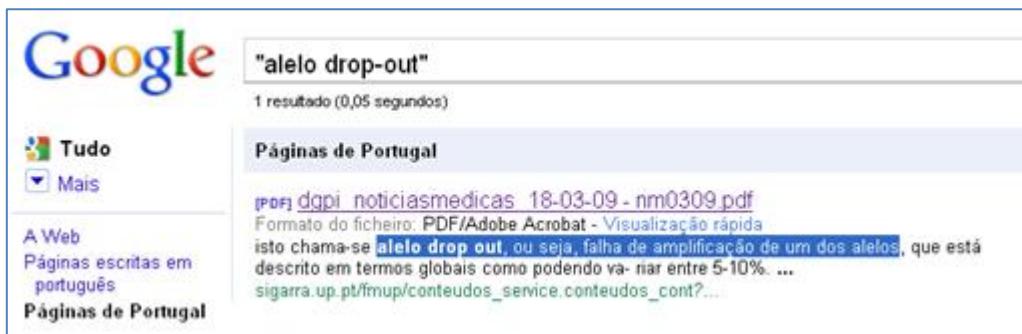 Google
"alelo drop-out"
1 resultado (0,05 segundos)
Tudo
Mais
A Web
Páginas escritas em
português
Páginas de Portugal
Páginas de Portugal
[PDF] dgpi_noticiasmedicas_18-03-09 - nm0309.pdf
Formato do ficheiro: PDF/Adobe Acrobat - Visualização rápida
isto chama-se alelo drop out, ou seja, falha de amplificação de um dos alelos, que está
descrito em termos globais como podendo va- riar entre 5-10%. ...
sigarra.up.pt/fmup/conteudos_service.conteudos_cont?...